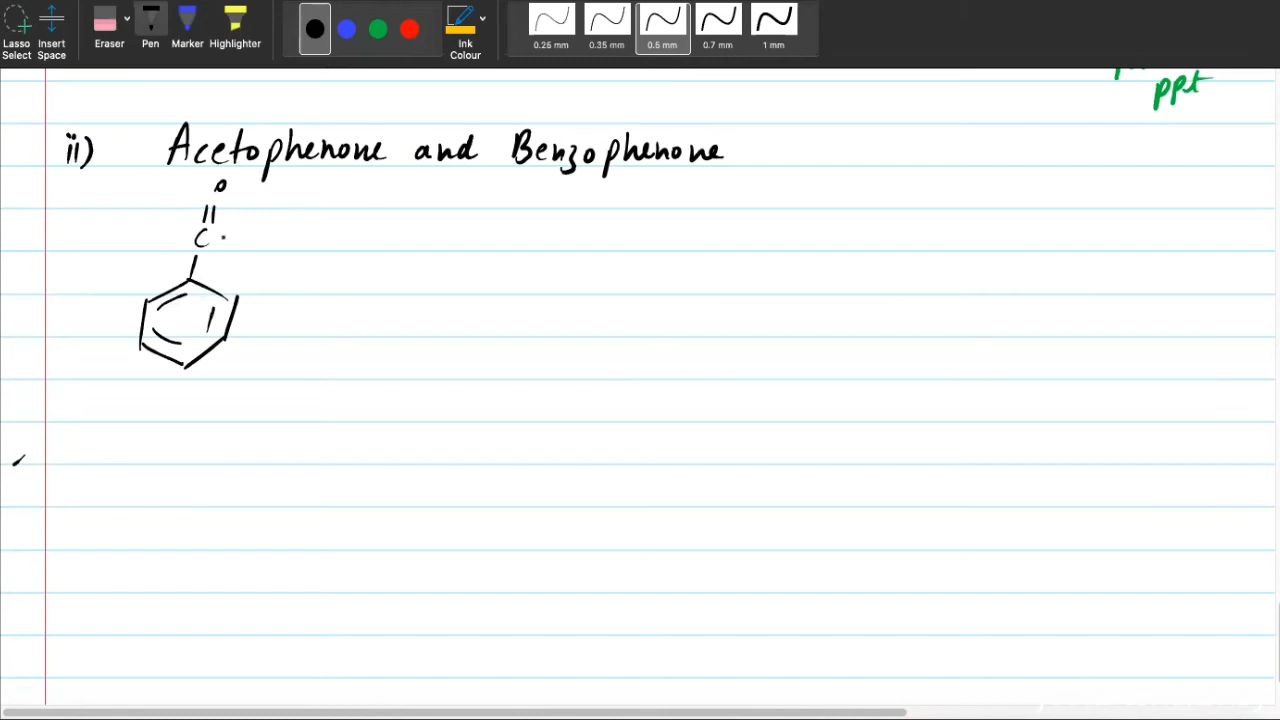 Lasso Select
Insert Space
Eraser
Pen
Marker
Highlighter
Ink Colour
0.25 mm
0.35 mm
0.5 mm
0.7 mm
1 mm
ppt
ii) Acetophenone and Benzophenone
O
C